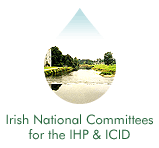 Irish National Committees
for the IHP & ICID